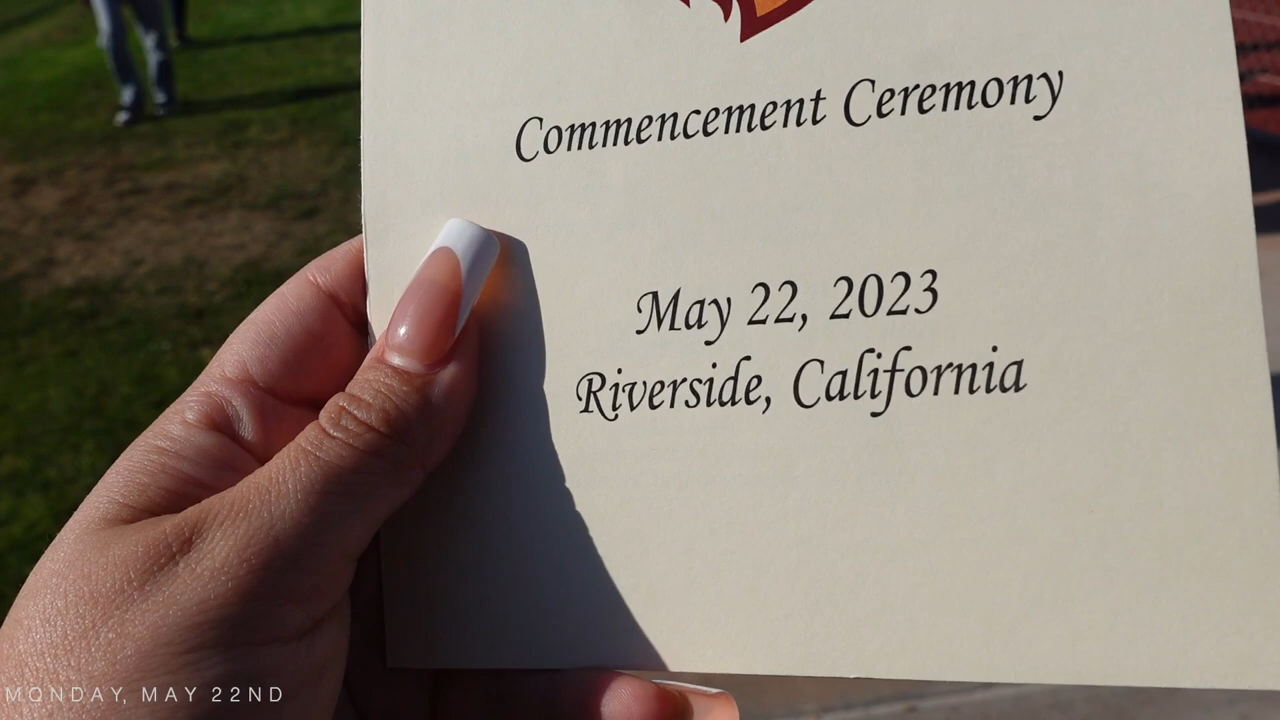 Commencement Ceremony
May 22, 2023
Riverside, California
MONDAY, MAY 22ND